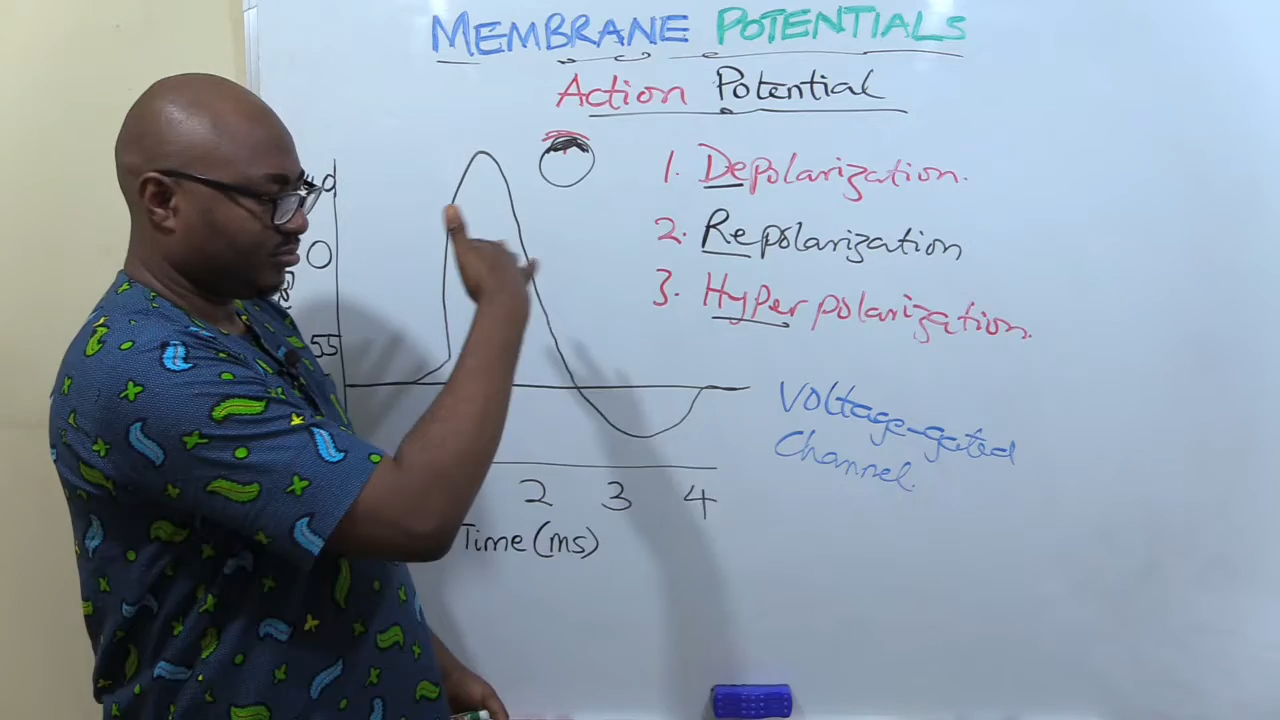 MEMBRANE POTENTIALS
Action Potential
1. Depolarization.
2. Repolarization
3. Hyperpolarization.
0
55
Voltage-gated
Channel.
2 3 4
Time (ms)